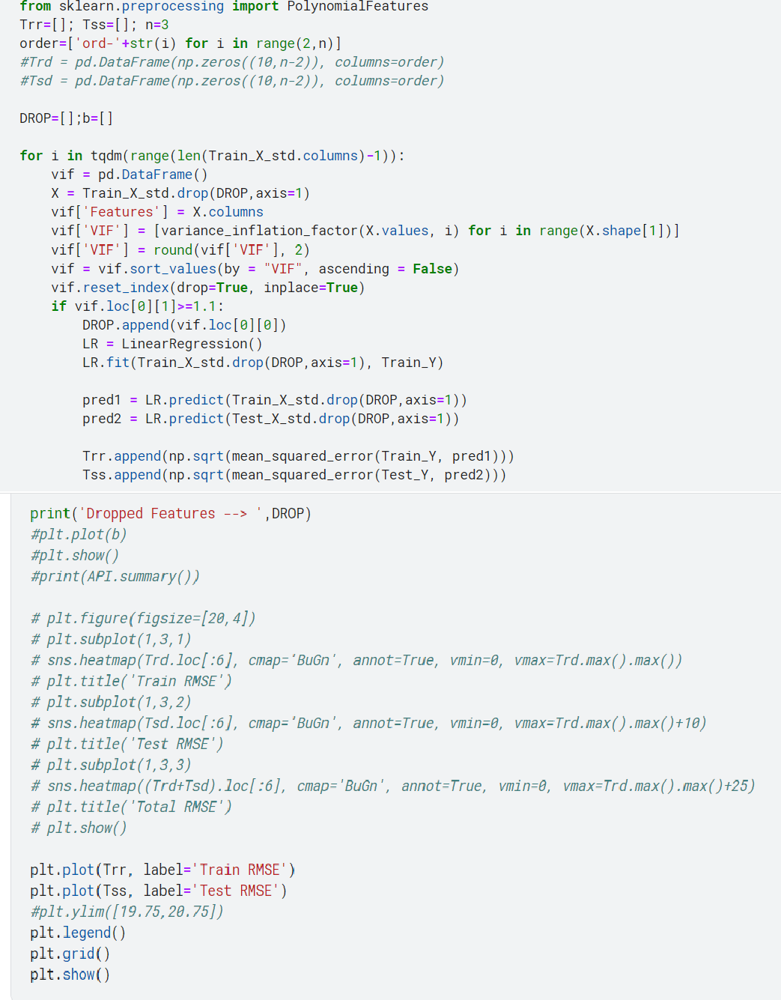 from sklearn.preprocessing import PolynomialFeatures
Trr=[]; Tss=[]; n=3
order=['ord-'+str(i) for i in range(2,n)]
#Trd = pd.DataFrame(np.zeros((10,n-2)), columns=order)
#Tsd = pd.DataFrame(np.zeros((10,n-2)), columns=order)

DROP=[];b=[]

for i in tqdm(range(len(Train_X_std.columns)-1)):
    vif = pd.DataFrame()
    X = Train_X_std.drop(DROP,axis=1)
    vif['Features'] = X.columns
    vif['VIF'] = [variance_inflation_factor(X.values, i) for i in range(X.shape[1])]
    vif['VIF'] = round(vif['VIF'], 2)
    vif = vif.sort_values(by = "VIF", ascending = False)
    vif.reset_index(drop=True, inplace=True)
    if vif.loc[0][1]>=1.1:
        DROP.append(vif.loc[0][0])
        LR = LinearRegression()
        LR.fit(Train_X_std.drop(DROP,axis=1), Train_Y)

        pred1 = LR.predict(Train_X_std.drop(DROP,axis=1))
        pred2 = LR.predict(Test_X_std.drop(DROP,axis=1))

        Trr.append(np.sqrt(mean_squared_error(Train_Y, pred1)))
        Tss.append(np.sqrt(mean_squared_error(Test_Y, pred2)))

print('Dropped Features --> ',DROP)
#plt.plot(b)
#plt.show()
#print(API.summary())

# plt.figure(figsize=[20,4])
# plt.subplot(1,3,1)
# sns.heatmap(Trd.loc[:6], cmap='BuGn', annot=True, vmin=0, vmax=Trd.max().max())
# plt.title('Train RMSE')
# plt.subplot(1,3,2)
# sns.heatmap(Tsd.loc[:6], cmap='BuGn', annot=True, vmin=0, vmax=Trd.max().max()+10)
# plt.title('Test RMSE')
# plt.subplot(1,3,3)
# sns.heatmap((Trd+Tsd).loc[:6], cmap='BuGn', annot=True, vmin=0, vmax=Trd.max().max()+25)
# plt.title('Total RMSE')
# plt.show()

plt.plot(Trr, label='Train RMSE')
plt.plot(Tss, label='Test RMSE')
#plt.ylim([19.75,20.75])
plt.legend()
plt.grid()
plt.show()